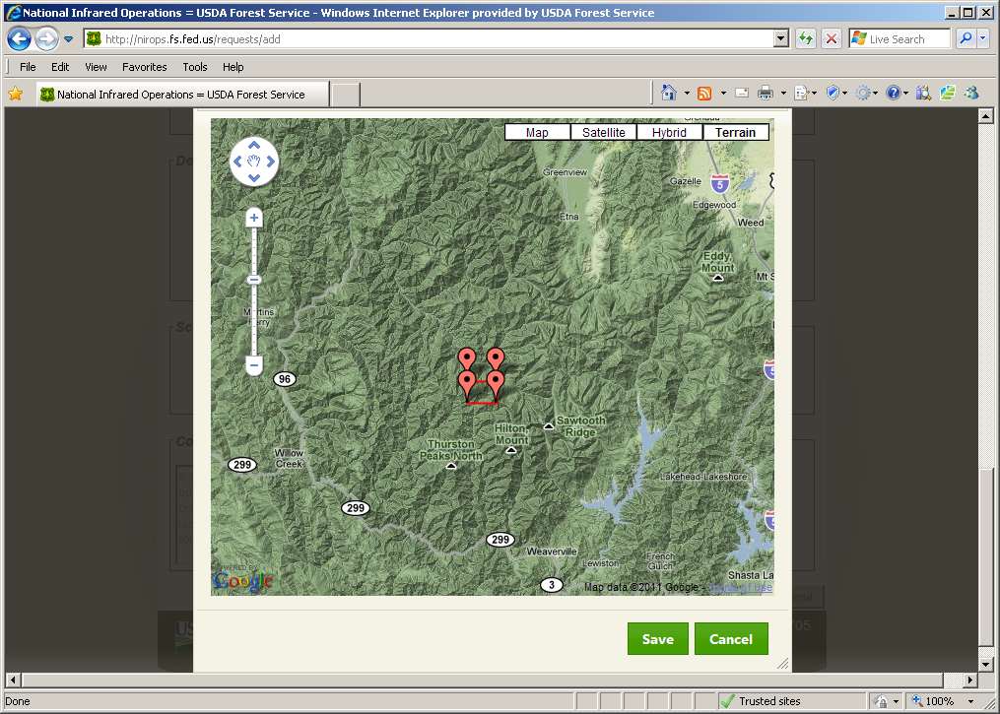 National Infrared Operations = USDA Forest Service - Windows Internet Explorer provided by USDA Forest Service
http://nirops.fs.fed.us/requests/add
Live Search
File Edit View Favorites Tools Help
National Infrared Operations = USDA Forest Service
Map Satellite Hybrid Terrain
Greenview
Gazelle
5
Edgewood
Etna
Weed
Eddy,
Mount
Mt S
Martins
Ferry
5
96
Sawtooth
Ridge
Hilton,
Mount
Thurston
Peaks North
Willow
Creek
299
Lakehead-Lakeshore
299
5
299
Weaverville
Lewiston
French
Gulch
Shasta La
3
POWERED BY
Google
Map data ©2011 Google - Terms of Use
Save Cancel
Done
Trusted sites
100%